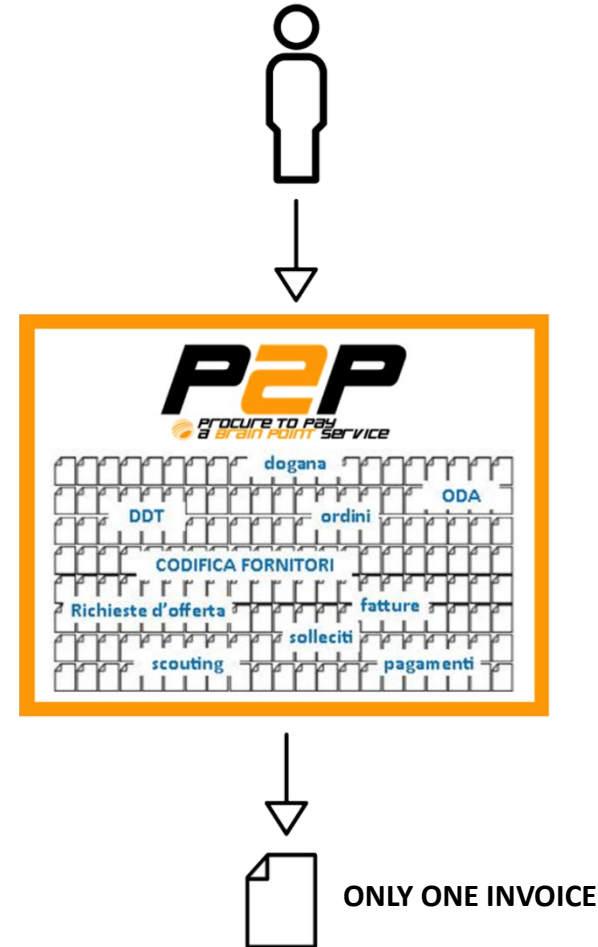 P2P
PROCURE TO PAY
a BRAIN POINT SERVICE
dogana
ODA
DDT
ordini
CODIFICA FORNITORI
Richieste d'offerta
fatture
solleciti
scouting
pagamenti
ONLY ONE INVOICE